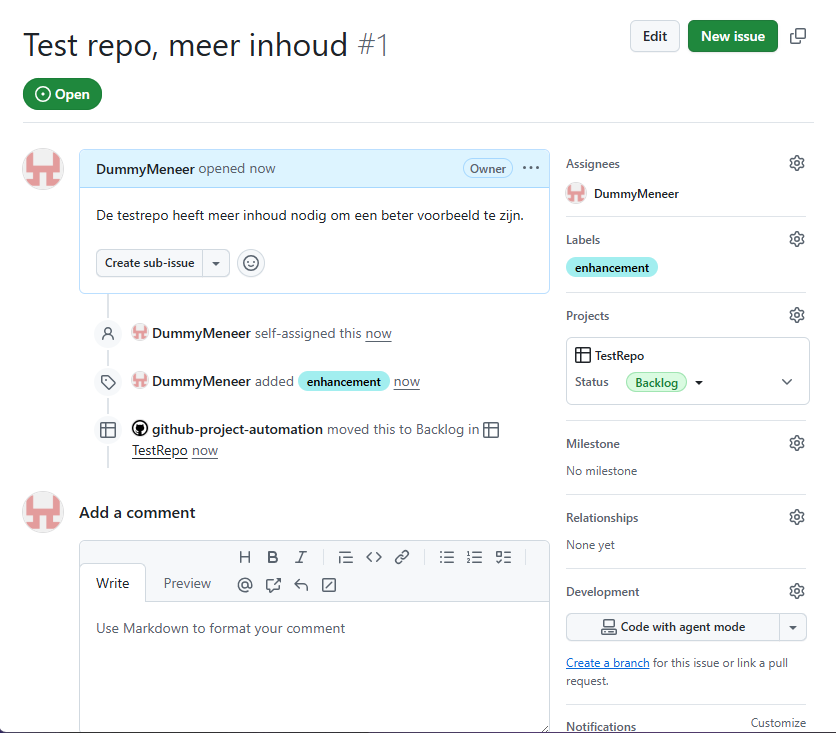 Test repo, meer inhoud #1
Edit
New issue
Open
DummyMeneer opened now
Owner
De testrepo heeft meer inhoud nodig om een beter voorbeeld te zijn.
Create sub-issue
DummyMeneer self-assigned this now
DummyMeneer added enhancement now
github-project-automation moved this to Backlog in
TestRepo now
Add a comment
Write
Preview
Use Markdown to format your comment
Assignees
DummyMeneer
Labels
enhancement
Projects
TestRepo
Status Backlog
Milestone
No milestone
Relationships
None yet
Development
Code with agent mode
Create a branch for this issue or link a pull
request.
Notifications
Customize